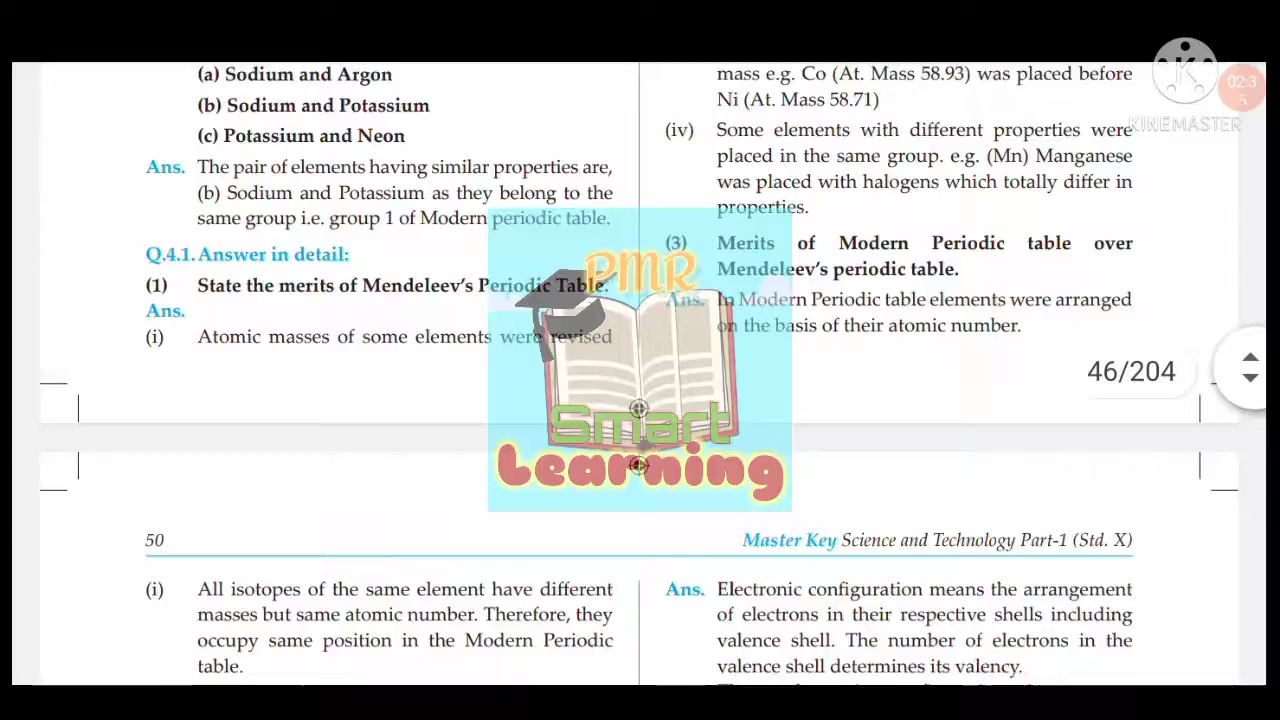 (a) Sodium and Argon
(b) Sodium and Potassium
(c) Potassium and Neon
Ans. The pair of elements having similar properties are,
(b) Sodium and Potassium as they belong to the
same group i.e. group 1 of Modern periodic table.
Q.4.1. Answer in detail:
(1) State the merits of Mendeleev's Periodic Table.
Ans.
(i) Atomic masses of some elements were revised
mass e.g. Co (At. Mass 58.93) was placed before
Ni (At. Mass 58.71)
(iv) Some elements with different properties were
placed in the same group. e.g. (Mn) Manganese
was placed with halogens which totally differ in
properties.
(3) Merits of Modern Periodic table over
Mendeleev's periodic table.
Ans. In Modern Periodic table elements were arranged
on the basis of their atomic number.
46/204
02:3
5
K
KINEMASTER
PMR
Smart
Learning
50
Master Key Science and Technology Part-1 (Std. X)
(i) All isotopes of the same element have different
masses but same atomic number. Therefore, they
occupy same position in the Modern Periodic
table.
Ans. Electronic configuration means the arrangement
of electrons in their respective shells including
valence shell. The number of electrons in the
valence shell determines its valency.